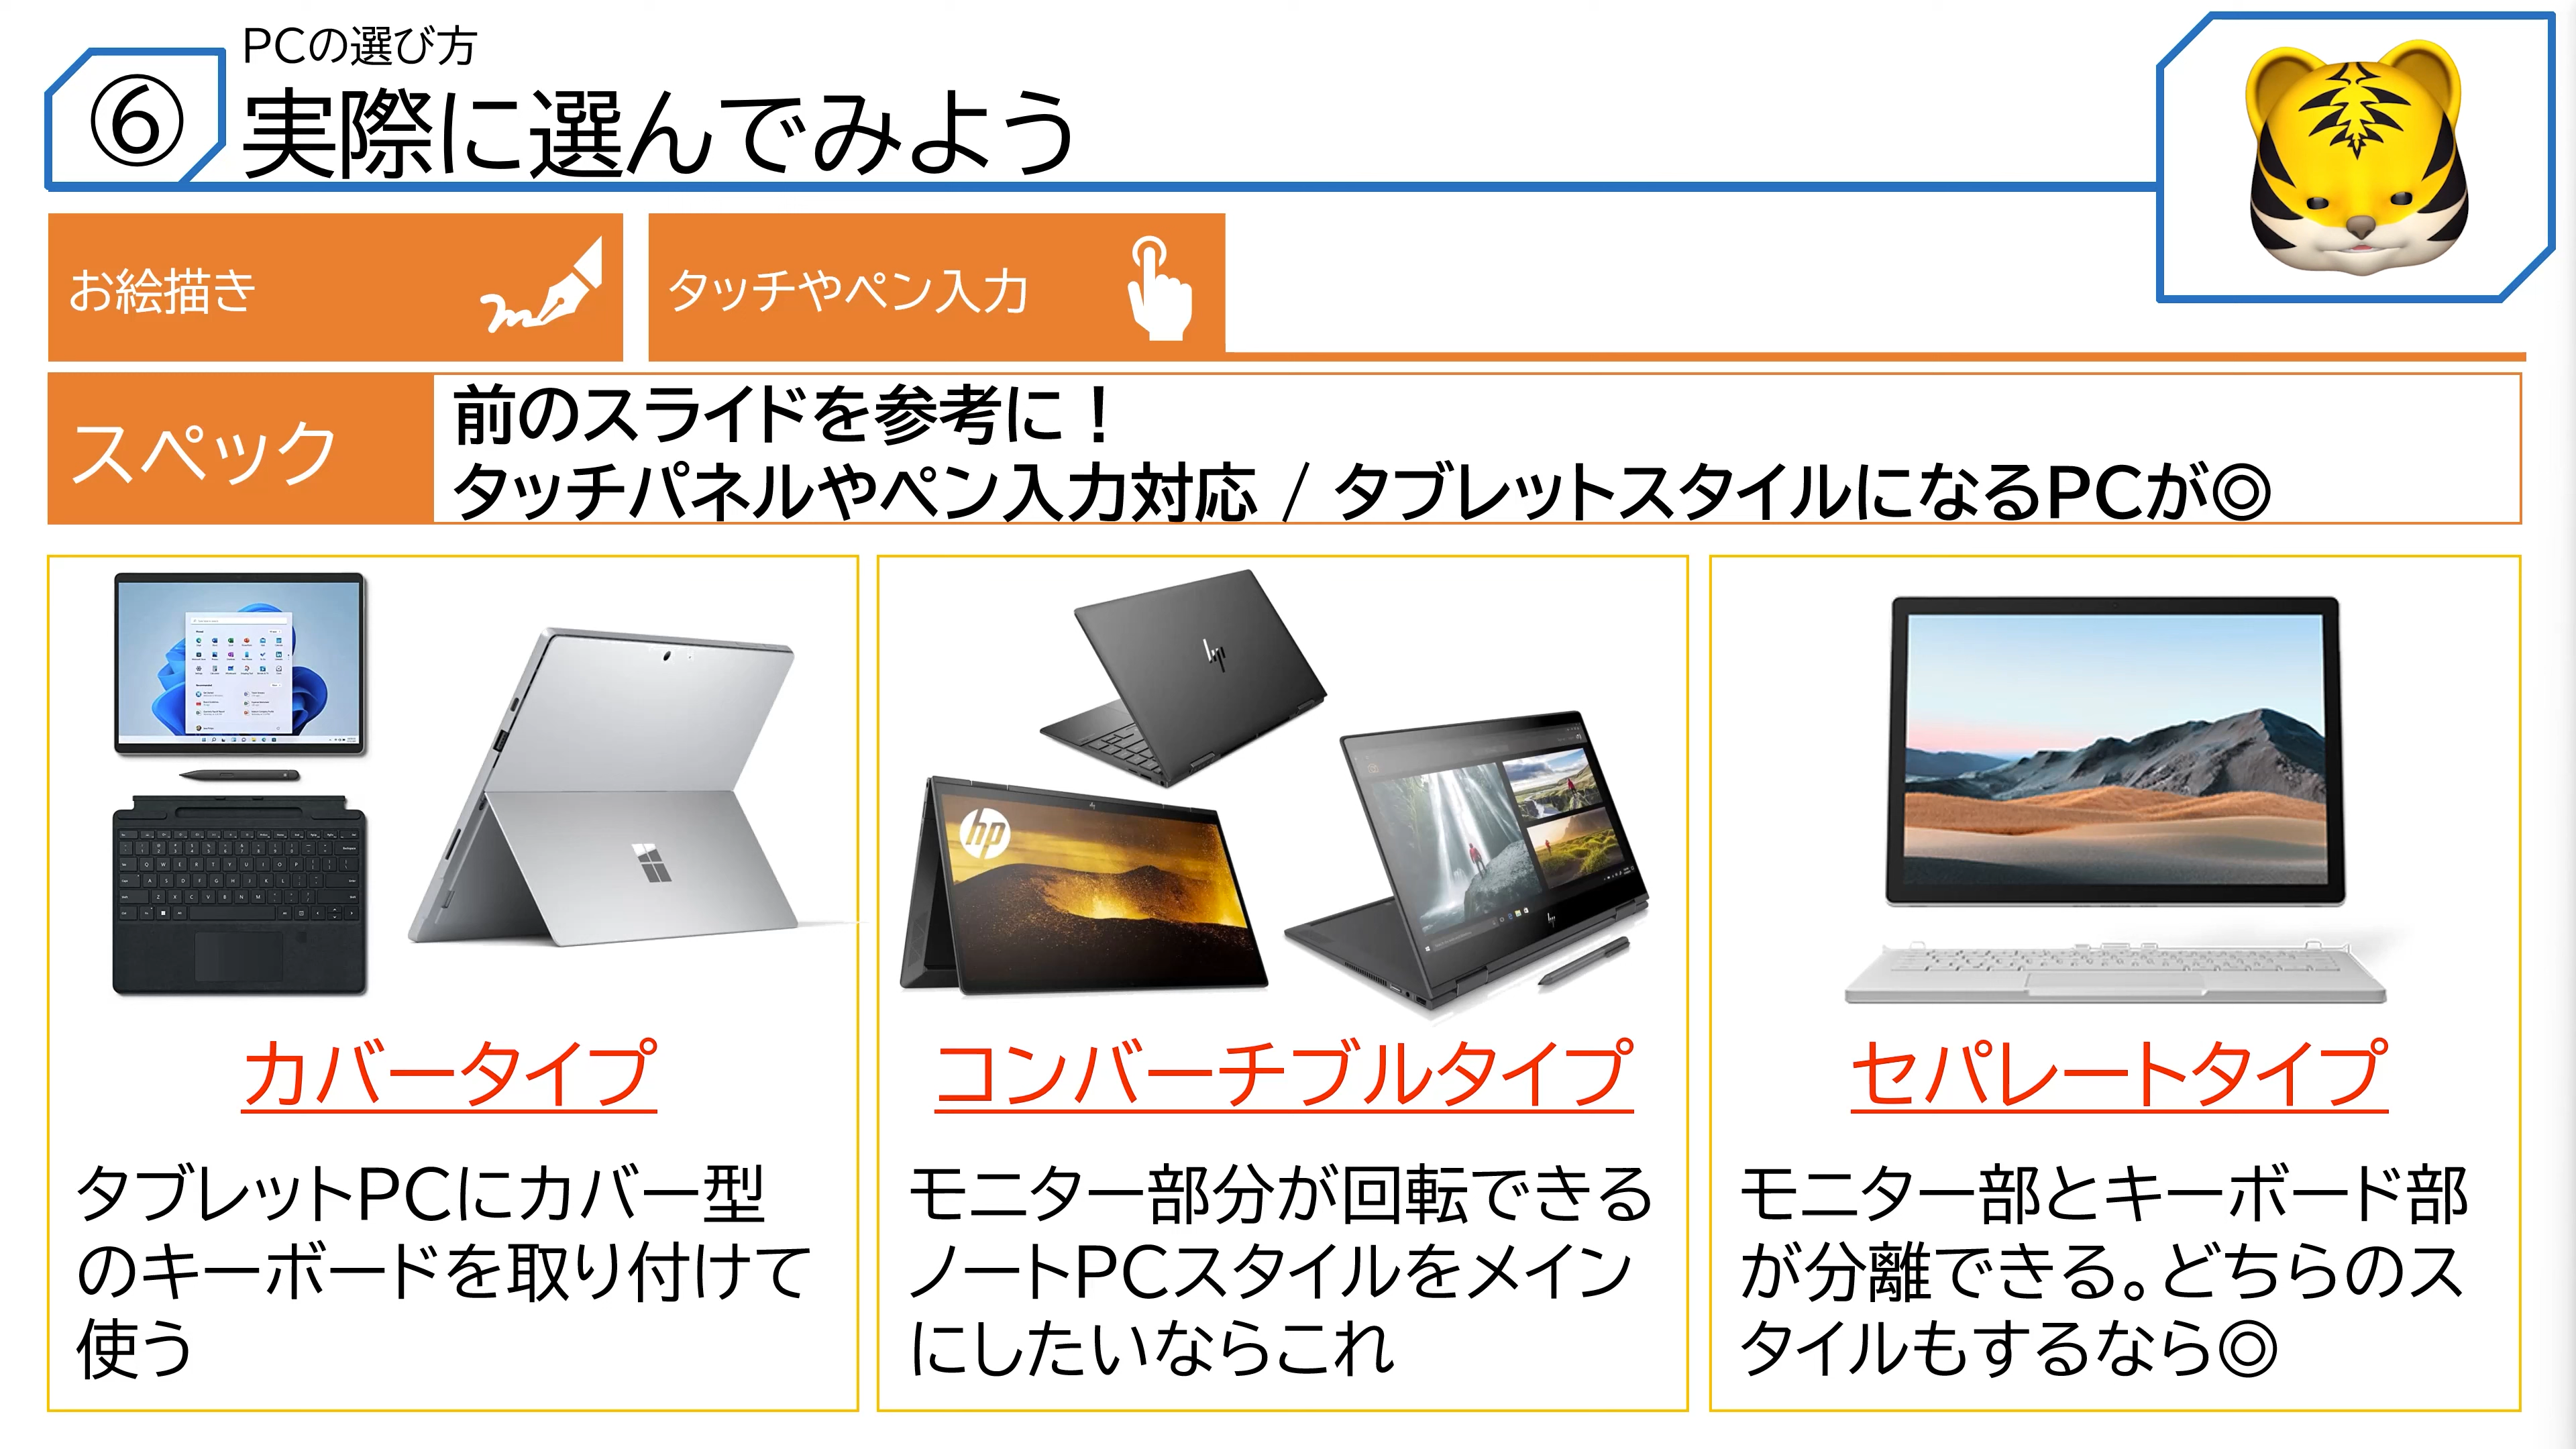 PCの選び方
⑥ 実際に選んでみよう
お絵描き
タッチやペン入力
スペック
前のスライドを参考に！
タッチパネルやペン入力対応 / タブレットスタイルになるPCが◎
hp
カバータイプ
タブレットPCにカバー型
のキーボードを取り付けて
使う
コンバーチブルタイプ
モニター部分が回転できる
ノートPCスタイルをメイン
にしたいならこれ
セパレートタイプ
モニター部とキーボード部
が分離できる。どちらのス
タイルもするなら◎